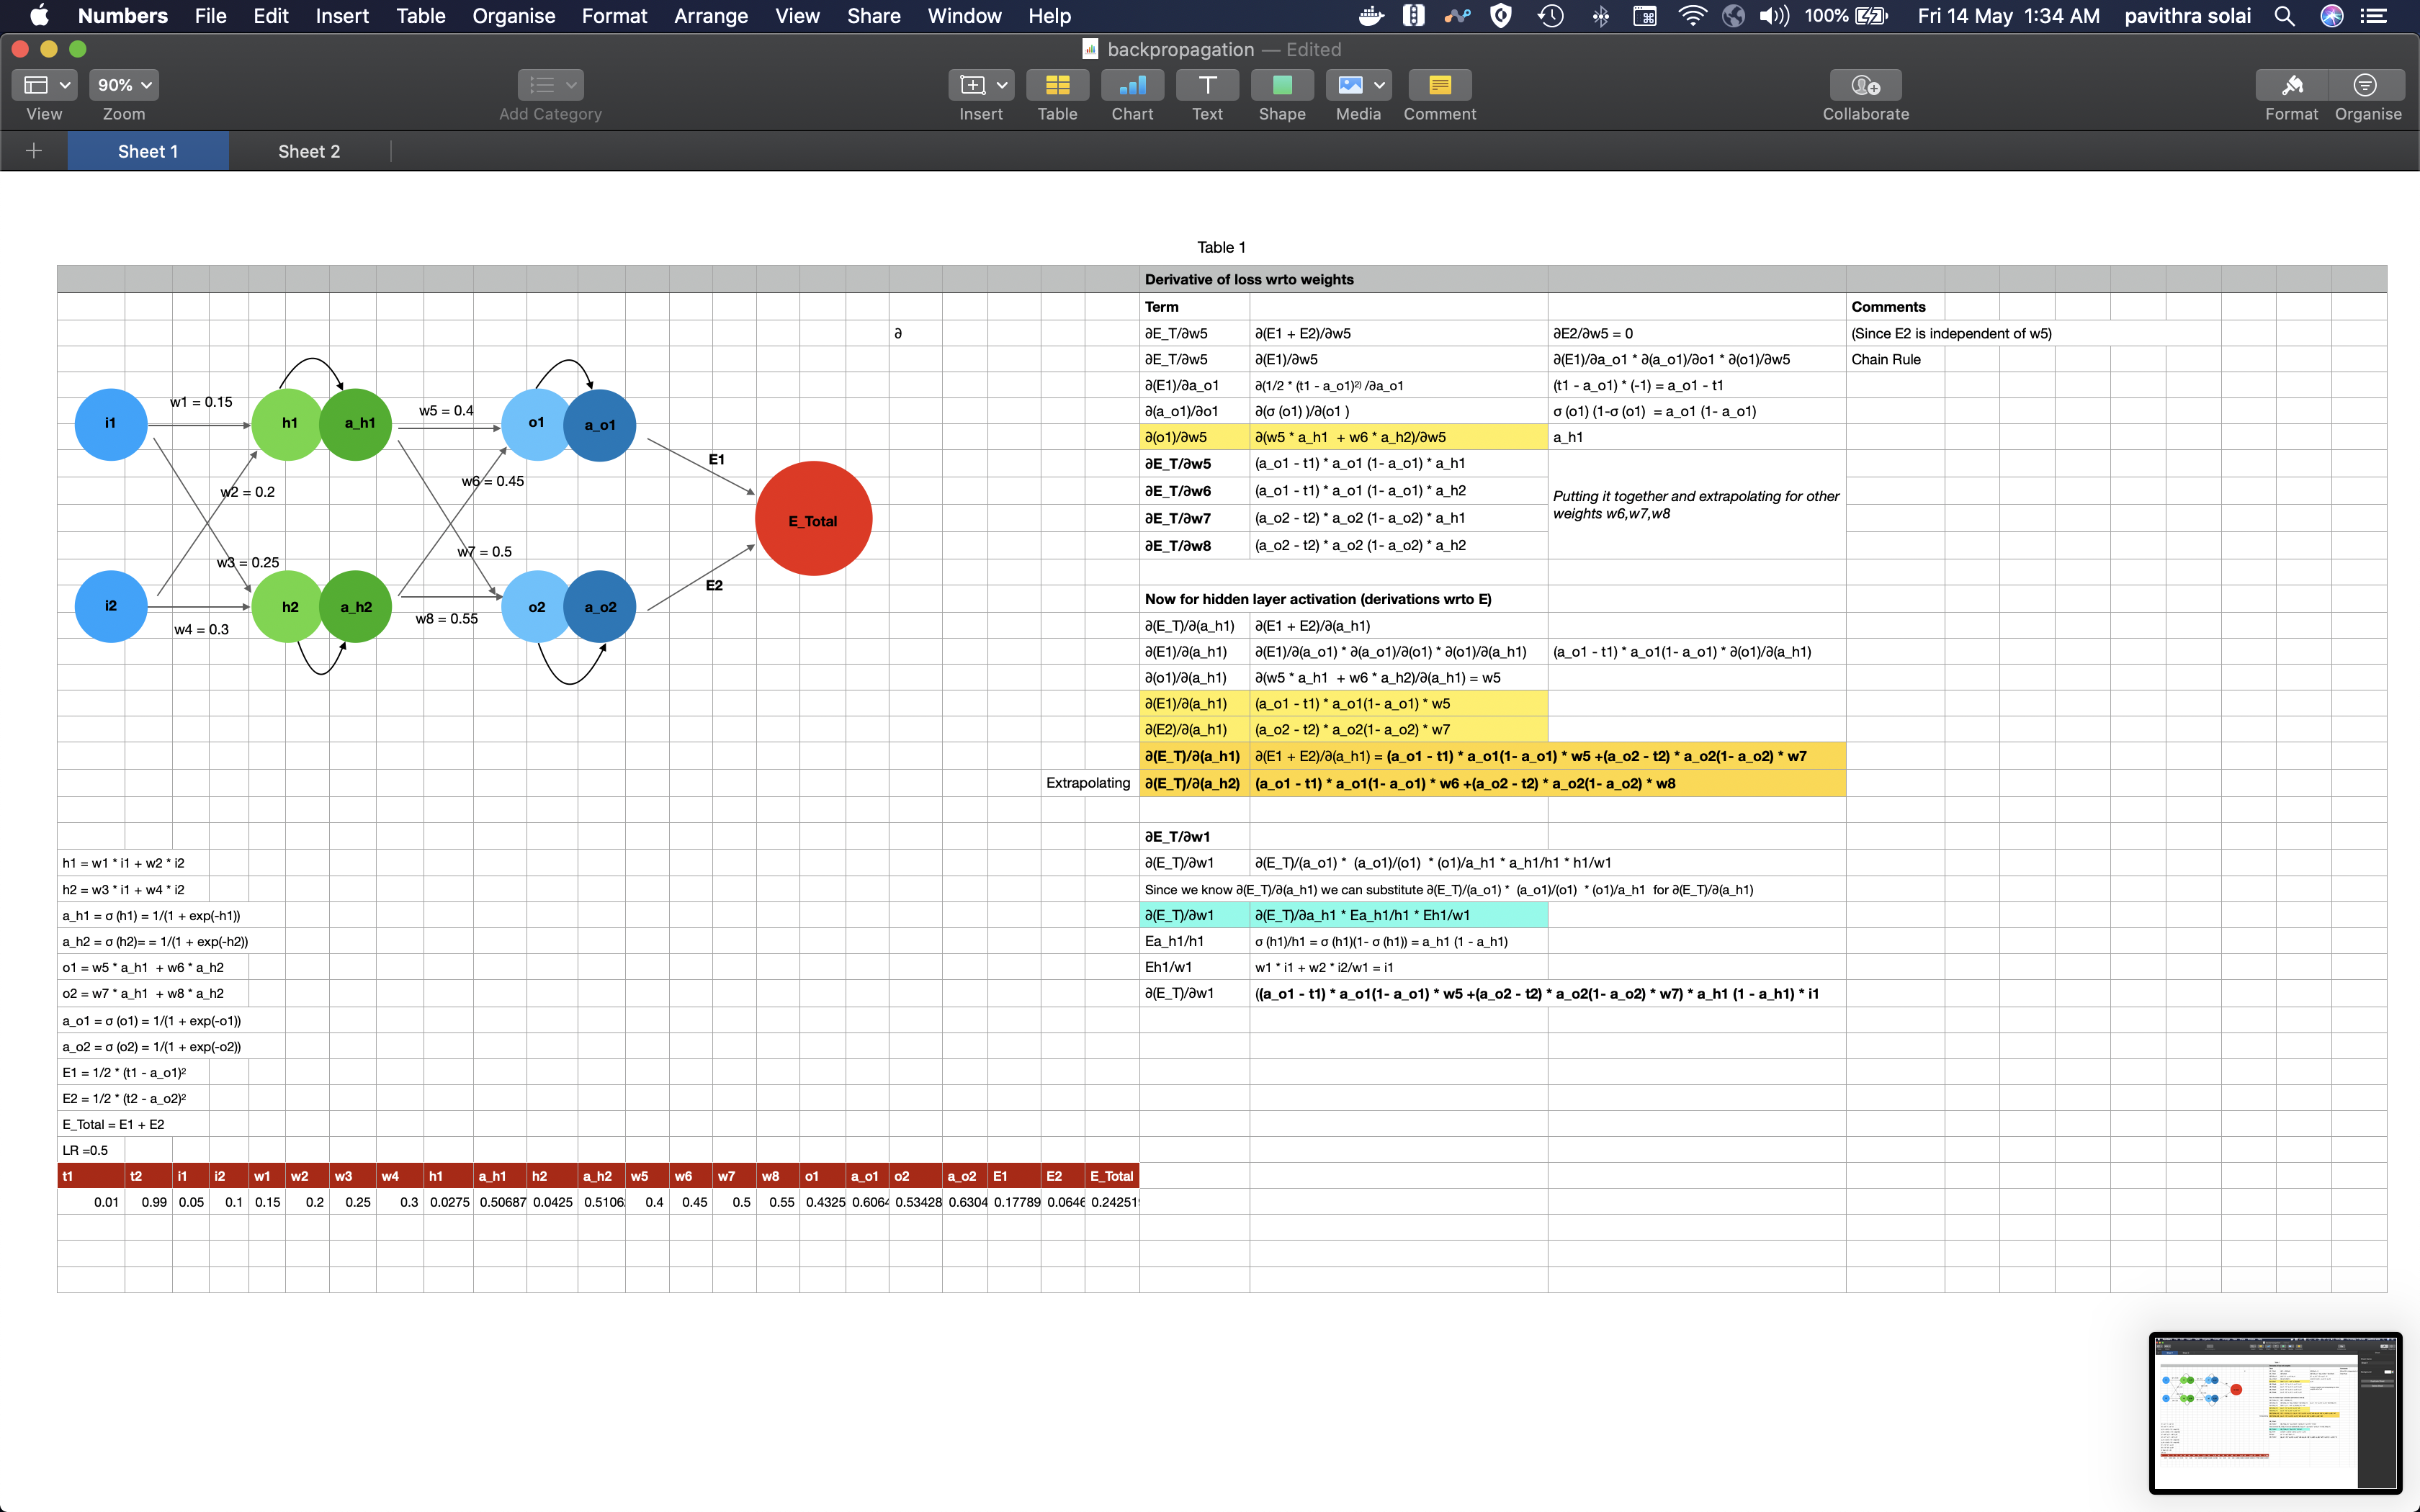 Numbers File Edit Insert Table Organise Format Arrange View Share Window Help 100% Fri 14 May 1:34 AM pavithra solai
backpropagation — Edited
90%
View Zoom Add Category Insert Table Chart Text Shape Media Comment Collaborate Format Organise
Sheet 1 Sheet 2
Table 1
Derivative of loss wrto weights
Term Comments
∂ ∂E_T/∂w5 ∂(E1 + E2)/∂w5 ∂E2/∂w5 = 0 (Since E2 is independent of w5)
∂E_T/∂w5 ∂(E1)/∂w5 ∂(E1)/∂a_o1 * ∂(a_o1)/∂o1 * ∂(o1)/∂w5 Chain Rule
∂(E1)/∂a_o1 ∂(1/2 * (t1 - a_o1)²) /∂a_o1 (t1 - a_o1) * (-1) = a_o1 - t1
∂(a_o1)/∂o1 ∂(σ (o1) )/∂(o1 ) σ (o1) (1-σ (o1)  = a_o1 (1- a_o1)
∂(o1)/∂w5 ∂(w5 * a_h1  + w6 * a_h2)/∂w5 a_h1
∂E_T/∂w5 (a_o1 - t1) * a_o1 (1- a_o1) * a_h1
∂E_T/∂w6 (a_o1 - t1) * a_o1 (1- a_o1) * a_h2
∂E_T/∂w7 (a_o2 - t2) * a_o2 (1- a_o2) * a_h1
∂E_T/∂w8 (a_o2 - t2) * a_o2 (1- a_o2) * a_h2
Putting it together and extrapolating for other
weights w6,w7,w8
i1
w1 = 0.15
h1
a_h1
w5 = 0.4
o1
a_o1
E1
w2 = 0.2
w6 = 0.45
E_Total
w3 = 0.25
w7 = 0.5
E2
i2
w4 = 0.3
h2
a_h2
w8 = 0.55
o2
a_o2
Now for hidden layer activation (derivations wrto E)
∂(E_T)/∂(a_h1) ∂(E1 + E2)/∂(a_h1)
∂(E1)/∂(a_h1) ∂(E1)/∂(a_o1) * ∂(a_o1)/∂(o1) * ∂(o1)/∂(a_h1) (a_o1 - t1) * a_o1(1- a_o1) * ∂(o1)/∂(a_h1)
∂(o1)/∂(a_h1) ∂(w5 * a_h1  + w6 * a_h2)/∂(a_h1) = w5
∂(E1)/∂(a_h1) (a_o1 - t1) * a_o1(1- a_o1) * w5
∂(E2)/∂(a_h1) (a_o2 - t2) * a_o2(1- a_o2) * w7
∂(E_T)/∂(a_h1) ∂(E1 + E2)/∂(a_h1) = (a_o1 - t1) * a_o1(1- a_o1) * w5 +(a_o2 - t2) * a_o2(1- a_o2) * w7
Extrapolating ∂(E_T)/∂(a_h2) (a_o1 - t1) * a_o1(1- a_o1) * w6 +(a_o2 - t2) * a_o2(1- a_o2) * w8
∂E_T/∂w1
∂(E_T)/∂w1 ∂(E_T)/(a_o1) *  (a_o1)/(o1)  * (o1)/a_h1 * a_h1/h1 * h1/w1
Since we know ∂(E_T)/∂(a_h1) we can substitute ∂(E_T)/(a_o1) *  (a_o1)/(o1)  * (o1)/a_h1  for ∂(E_T)/∂(a_h1)
∂(E_T)/∂w1 ∂(E_T)/∂a_h1 * Ea_h1/h1 * Eh1/w1
Ea_h1/h1 σ (h1)/h1 = σ (h1)(1- σ (h1)) = a_h1 (1 - a_h1)
Eh1/w1 w1 * i1 + w2 * i2/w1 = i1
∂(E_T)/∂w1 ((a_o1 - t1) * a_o1(1- a_o1) * w5 +(a_o2 - t2) * a_o2(1- a_o2) * w7) * a_h1 (1 - a_h1) * i1
h1 = w1 * i1 + w2 * i2
h2 = w3 * i1 + w4 * i2
a_h1 = σ (h1) = 1/(1 + exp(-h1))
a_h2 = σ (h2)= = 1/(1 + exp(-h2))
o1 = w5 * a_h1  + w6 * a_h2
o2 = w7 * a_h1  + w8 * a_h2
a_o1 = σ (o1) = 1/(1 + exp(-o1))
a_o2 = σ (o2) = 1/(1 + exp(-o2))
E1 = 1/2 * (t1 - a_o1)²
E2 = 1/2 * (t2 - a_o2)²
E_Total = E1 + E2
LR =0.5
t1 t2 i1 i2 w1 w2 w3 w4 h1 a_h1 h2 a_h2 w5 w6 w7 w8 o1 a_o1 o2 a_o2 E1 E2 E_Total
0.01 0.99 0.05 0.1 0.15 0.2 0.25 0.3 0.0275 0.50687 0.0425 0.5106 0.4 0.45 0.5 0.55 0.4325 0.6064 0.53428 0.6304 0.17789 0.0646 0.24251